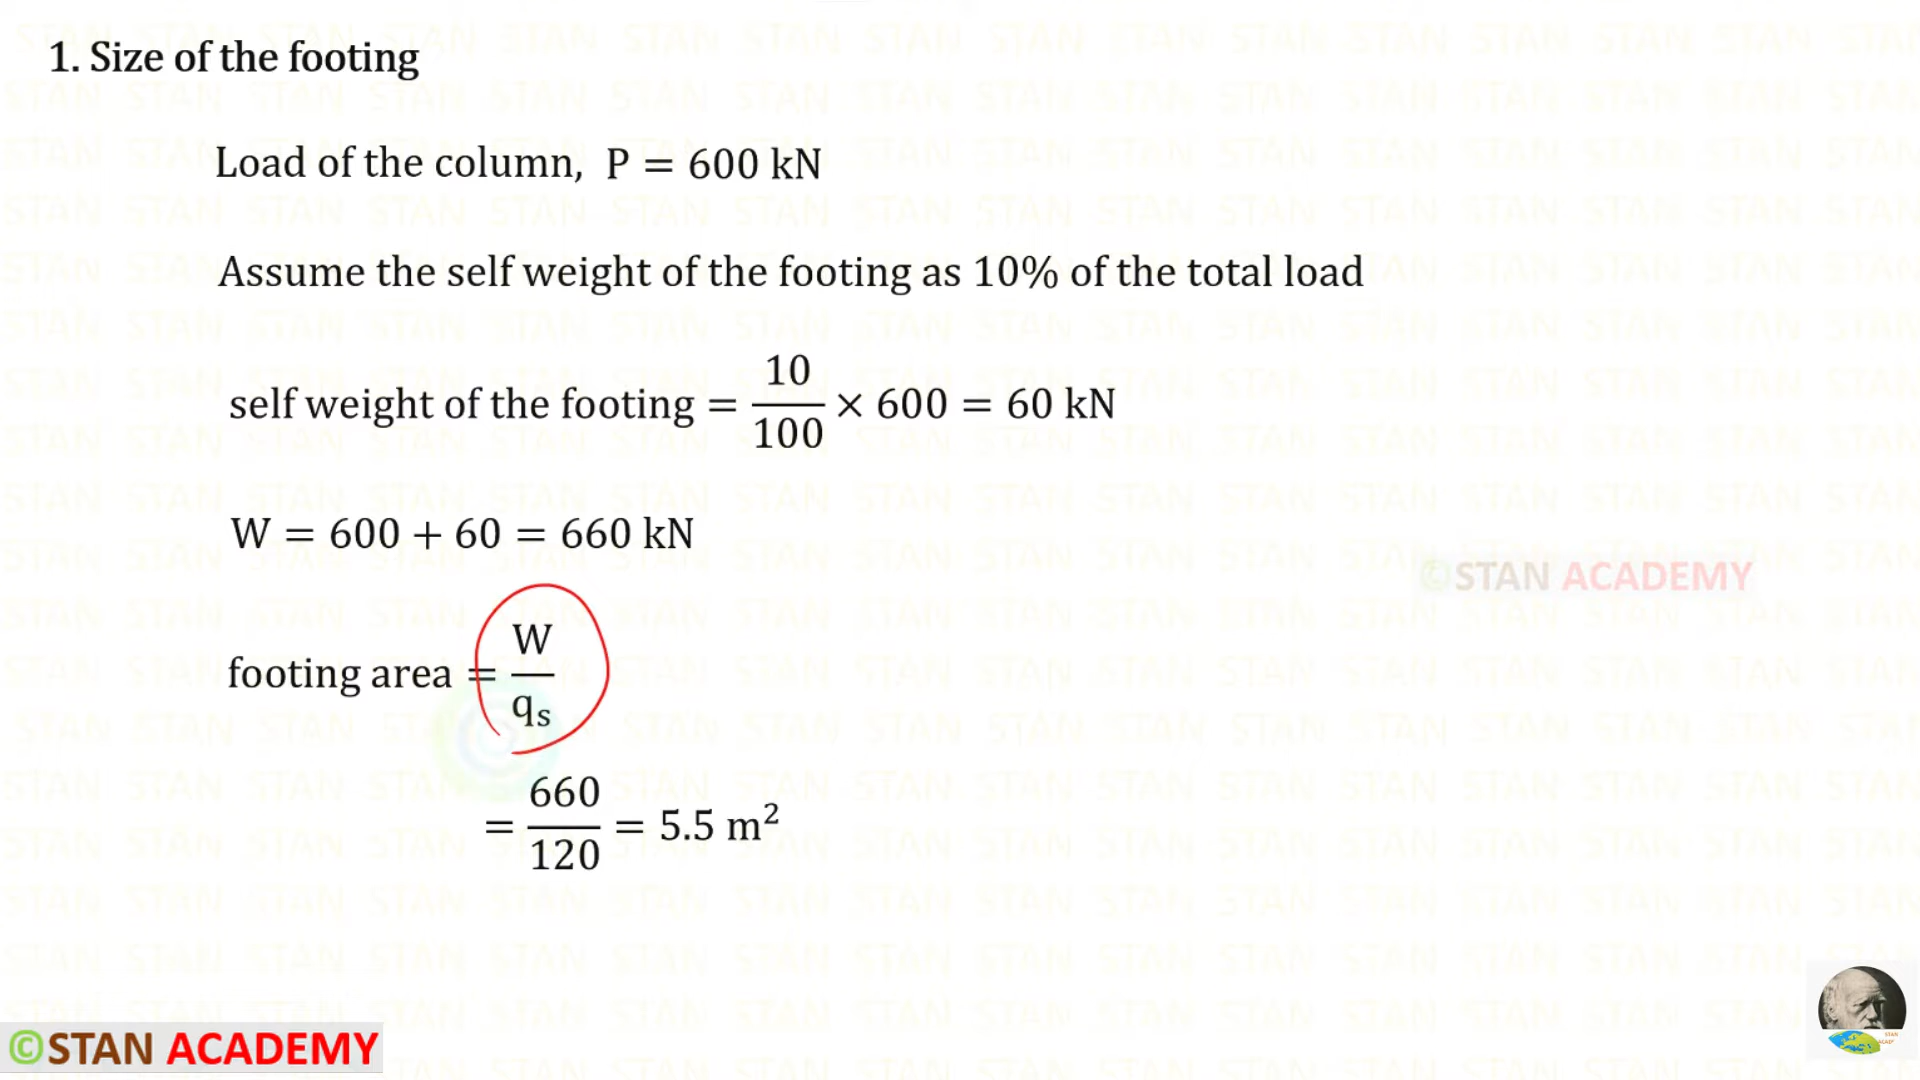 1. Size of the footing
Load of the column, P = 600 kN
Assume the self weight of the footing as 10% of the total load
self weight of the footing = 10/100 × 600 = 60 kN
W = 600 + 60 = 660 kN
©STAN ACADEMY
footing area = W/qₛ
= 660/120 = 5.5 m²
©STAN ACADEMY